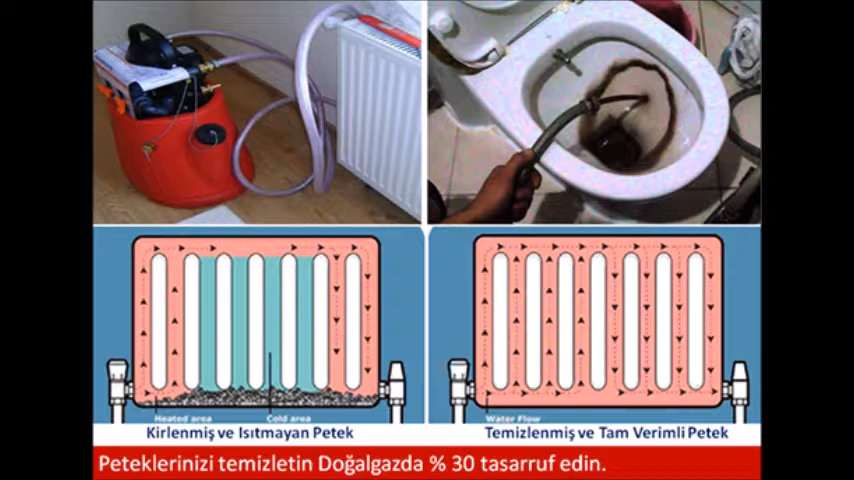 Heated area
Cold area
Water Flow
Kirlenmiş ve Isıtmayan Petek
Temizlenmiş ve Tam Verimli Petek
Peteklerinizi temizletin Doğalgazda % 30 tasarruf edin.